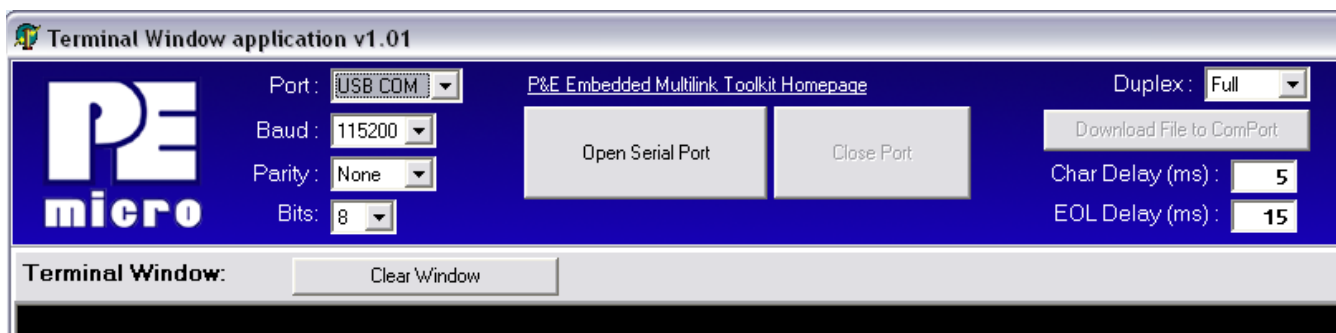 Terminal Window application v1.01
PE
micro
Port : USB COM
Baud : 115200
Parity : None
Bits: 8
P&E Embedded Multilink Toolkit Homepage
Open Serial Port
Close Port
Duplex : Full
Download File to ComPort
Char Delay (ms) : 5
EOL Delay (ms) : 15
Terminal Window:
Clear Window